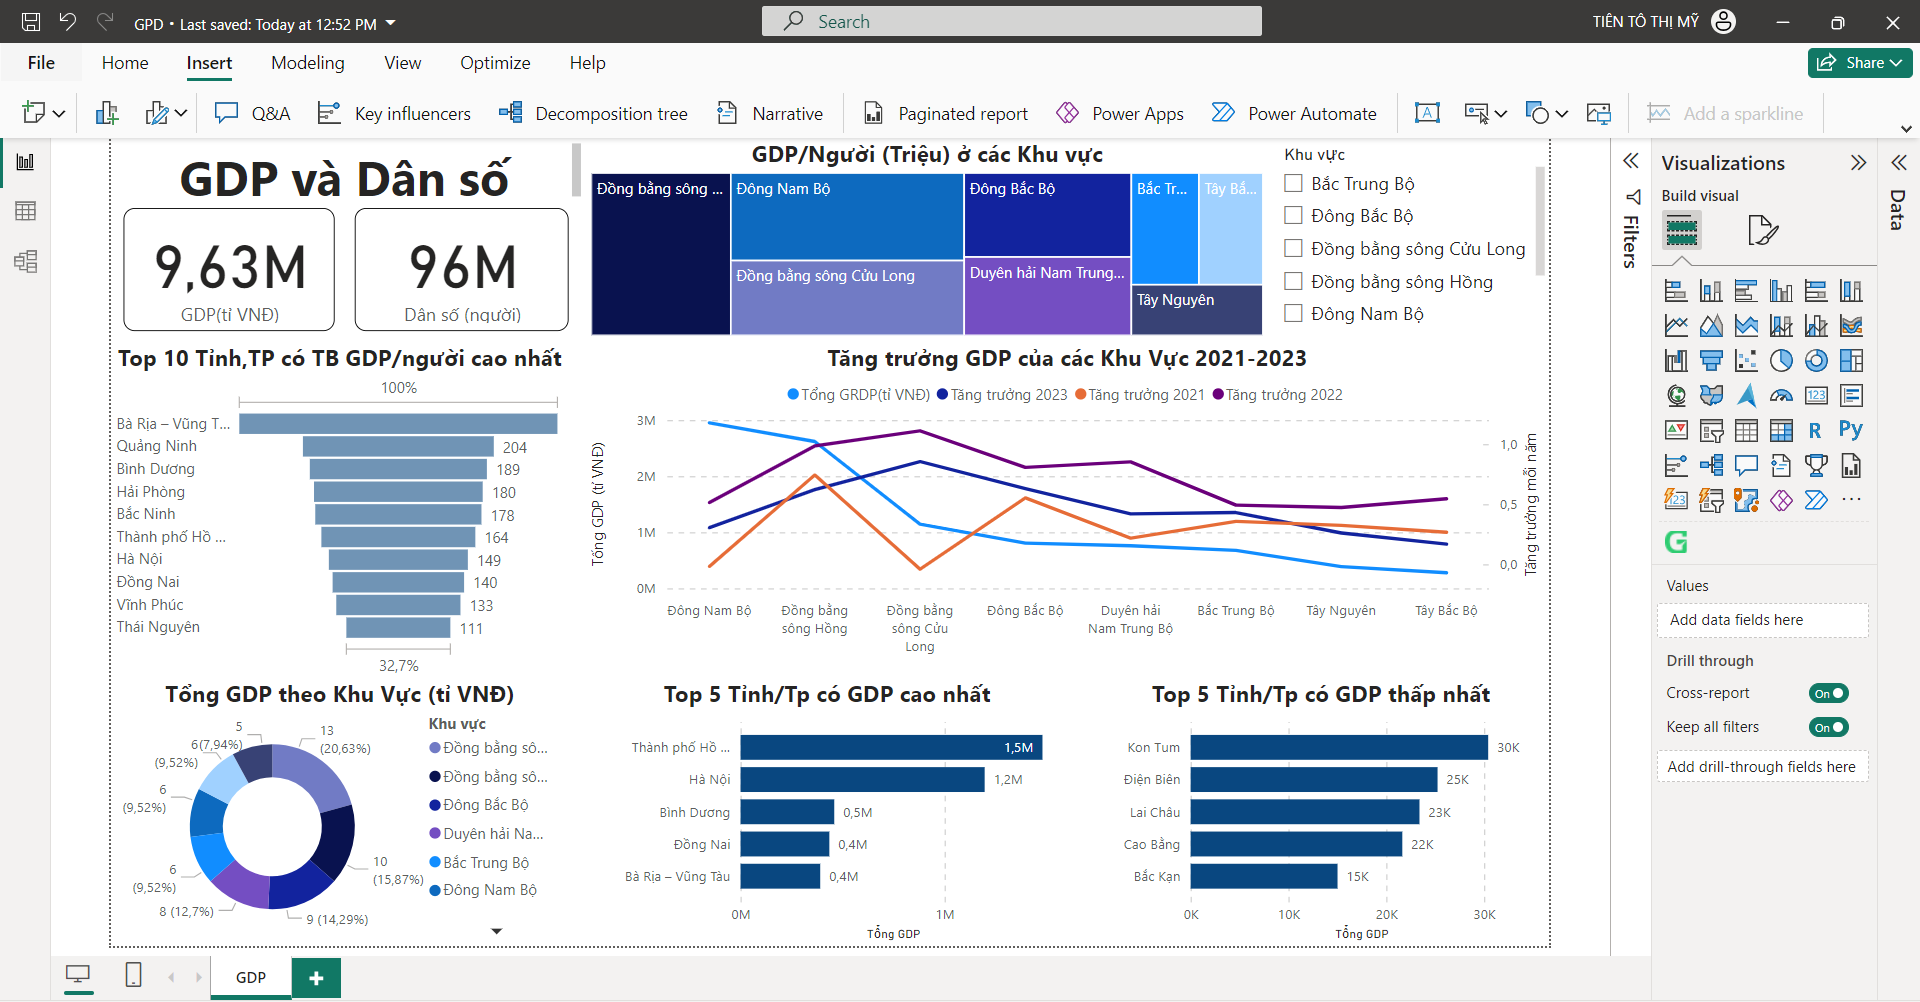 GPD • Last saved: Today at 12:52 PM
Search
TIÊN TÔ THỊ MỸ
File
Home
Insert
Modeling
View
Optimize
Help
Share
Q&A
Key influencers
Decomposition tree
Narrative
Paginated report
Power Apps
Power Automate
Add a sparkline
GDP và Dân số
9,63M
GDP(tỉ VNĐ)
96M
Dân số (người)
GDP/Người (Triệu) ở các Khu vực
Đồng bằng sông ...
Đông Nam Bộ
Đồng bằng sông Cửu Long
Đông Bắc Bộ
Duyên hải Nam Trung...
Bắc Tr...
Tây Bắ...
Tây Nguyên
Khu vực
Bắc Trung Bộ
Đông Bắc Bộ
Đồng bằng sông Cửu Long
Đồng bằng sông Hồng
Đông Nam Bộ
Top 10 Tỉnh,TP có TB GDP/người cao nhất
100%
Bà Rịa – Vũng T...
Quảng Ninh
204
Bình Dương
189
Hải Phòng
180
Bắc Ninh
178
Thành phố Hồ ...
164
Hà Nội
149
Đồng Nai
140
Vĩnh Phúc
133
Thái Nguyên
111
32,7%
Tăng trưởng GDP của các Khu Vực 2021-2023
Tổng GRDP(tỉ VNĐ)
Tăng trưởng 2023
Tăng trưởng 2021
Tăng trưởng 2022
Tổng GDP (tỉ VNĐ)
3M
2M
1M
0M
1,0
0,5
0,0
Tăng trưởng mỗi năm
Đông Nam Bộ
Đồng bằng sông Hồng
Đồng bằng sông Cửu Long
Đông Bắc Bộ
Duyên hải Nam Trung Bộ
Bắc Trung Bộ
Tây Nguyên
Tây Bắc Bộ
Tổng GDP theo Khu Vực (tỉ VNĐ)
13 (20,63%)
10 (15,87%)
9 (14,29%)
8 (12,7%)
6 (9,52%)
6 (9,52%)
6 (9,52%)
5 (7,94%)
Khu vực
Đồng bằng sô...
Đồng bằng sô...
Đông Bắc Bộ
Duyên hải Na...
Bắc Trung Bộ
Đông Nam Bộ
Top 5 Tỉnh/Tp có GDP cao nhất
Thành phố Hồ ...
1,5M
Hà Nội
1,2M
Bình Dương
0,5M
Đồng Nai
0,4M
Bà Rịa – Vũng Tàu
0,4M
0M
1M
Tổng GDP
Top 5 Tỉnh/Tp có GDP thấp nhất
Kon Tum
30K
Điện Biên
25K
Lai Châu
23K
Cao Bằng
22K
Bắc Kạn
15K
0K
10K
20K
30K
Tổng GDP
Filters
Visualizations
Build visual
123
R
Py
123
Values
Add data fields here
Drill through
Cross-report
On
Keep all filters
On
Add drill-through fields here
Data
GDP